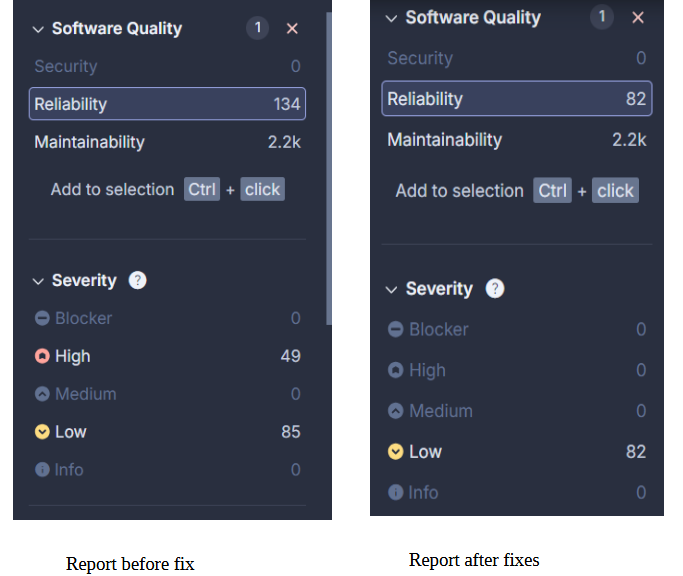 Software Quality 1 ×
Security 0
Reliability 134
Maintainability 2.2k
Add to selection Ctrl + click
Severity ?
Blocker 0
High 49
Medium 0
Low 85
Info 0
Report before fix
Software Quality 1 ×
Security 0
Reliability 82
Maintainability 2.2k
Add to selection Ctrl + click
Severity ?
Blocker 0
High 0
Medium 0
Low 82
Info 0
Report after fixes